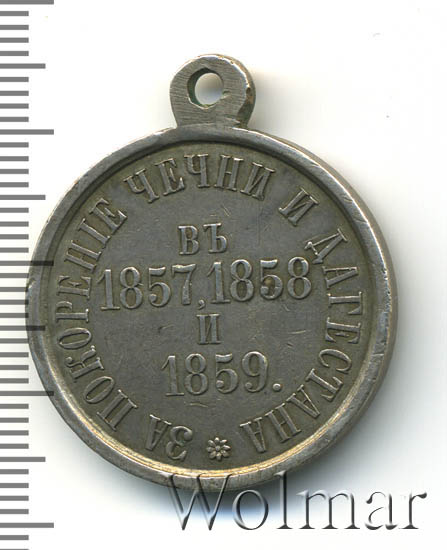 ЗА ПОКОРЕНІЕ ЧЕЧНИ И ДАГЕСТАНА
ВЪ
1857, 1858
И
1859.
Wolmar